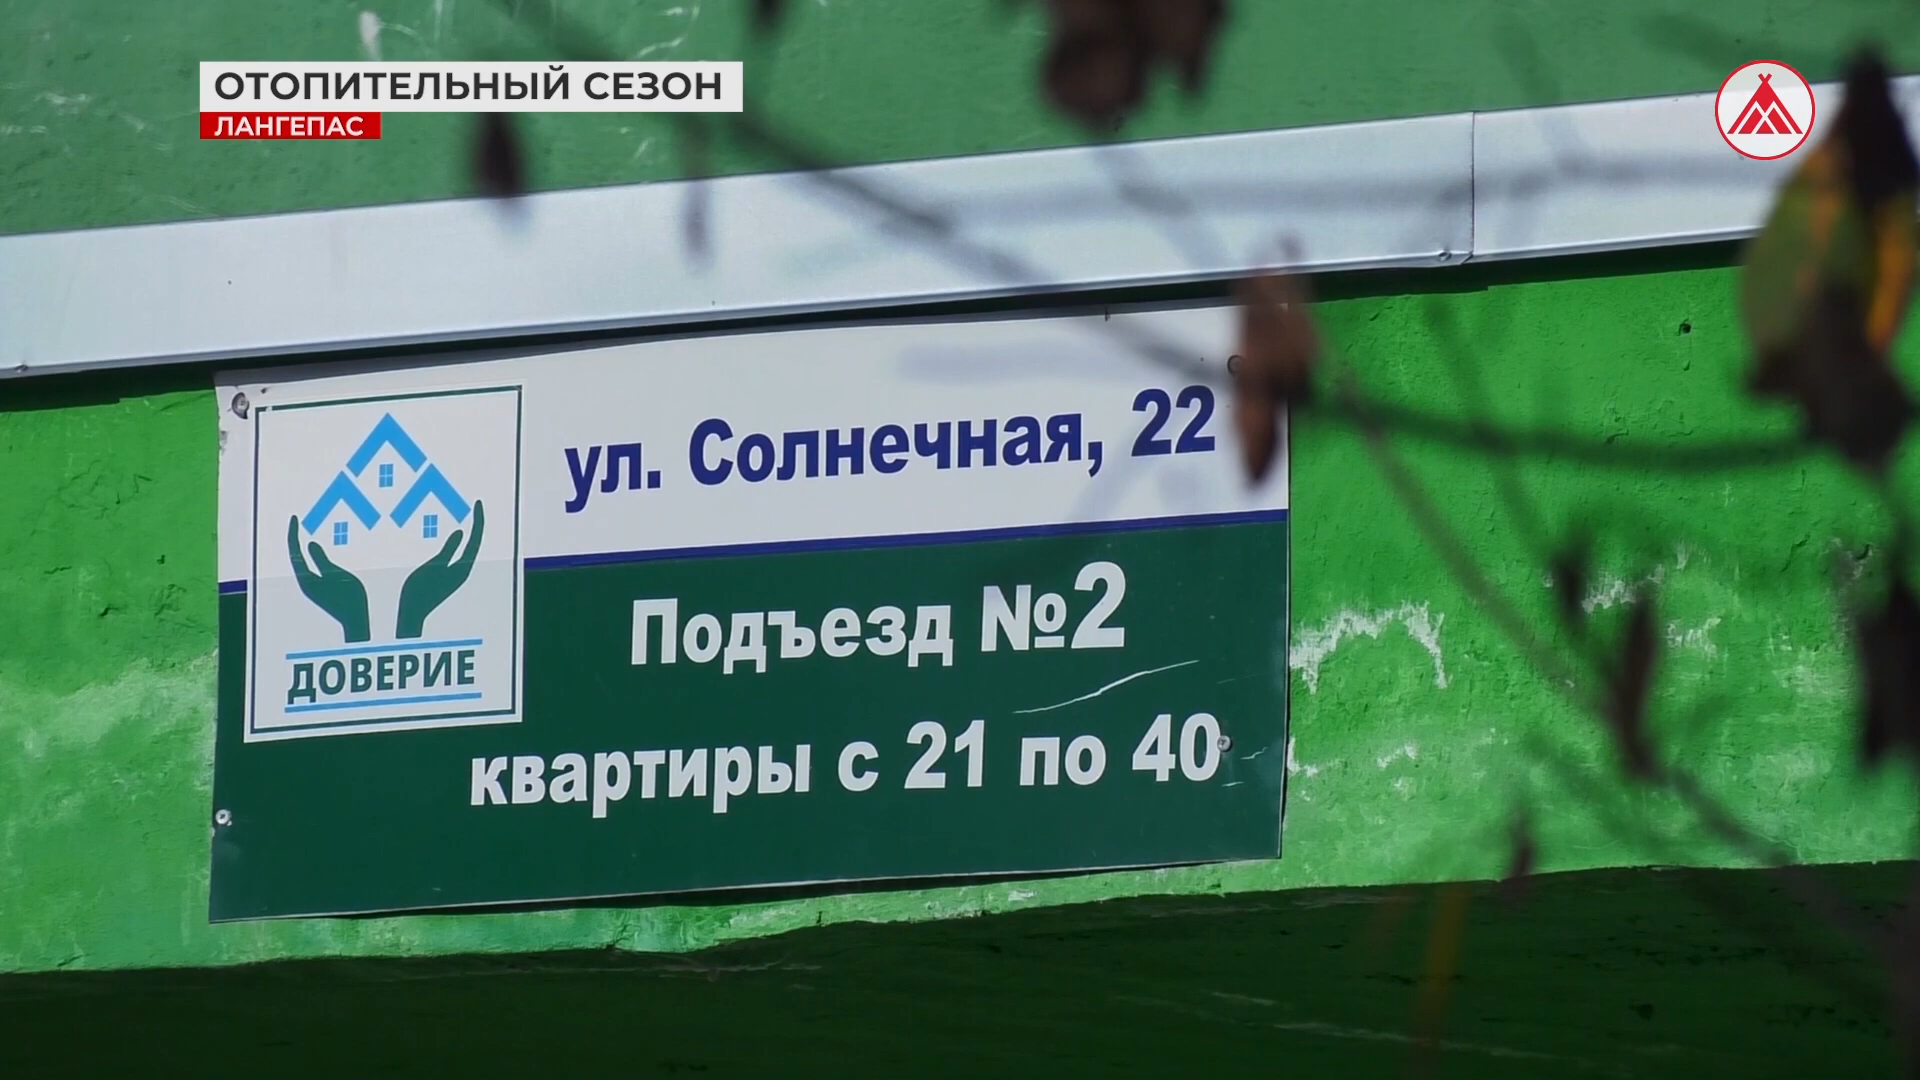 ОТОПИТЕЛЬНЫЙ СЕЗОН
ЛАНГЕПАС
ул. Солнечная, 22
Подъезд №2
квартиры с 21 по 40
ДОВЕРИЕ